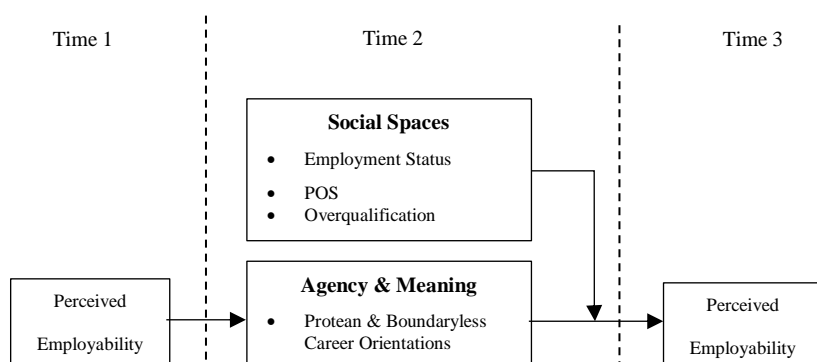 Time 1
Time 2
Time 3
Social Spaces
• Employment Status
• POS
• Overqualification
Agency & Meaning
• Protean & Boundaryless
Career Orientations
Perceived
Employability
Perceived
Employability